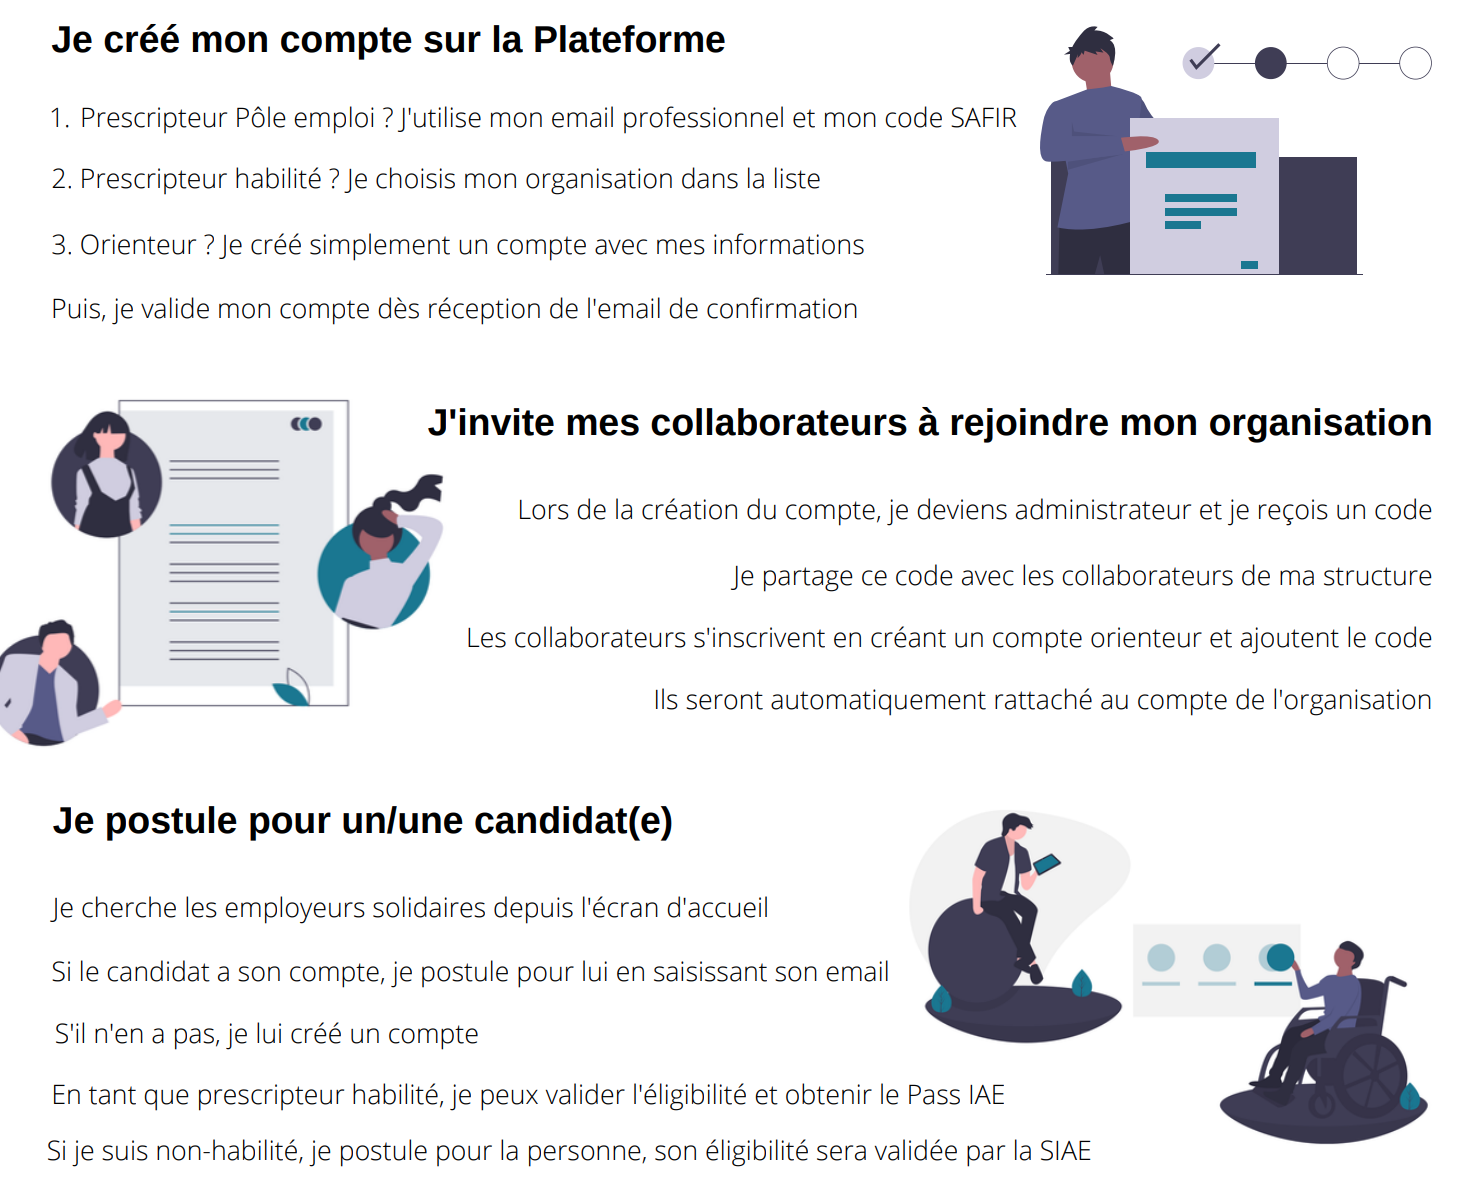 Je créé mon compte sur la Plateforme
1. Prescripteur Pôle emploi ? J'utilise mon email professionnel et mon code SAFIR
2. Prescripteur habilité ? Je choisis mon organisation dans la liste
3. Orienteur ? Je créé simplement un compte avec mes informations
Puis, je valide mon compte dès réception de l'email de confirmation
J'invite mes collaborateurs à rejoindre mon organisation
Lors de la création du compte, je deviens administrateur et je reçois un code
Je partage ce code avec les collaborateurs de ma structure
Les collaborateurs s'inscrivent en créant un compte orienteur et ajoutent le code
Ils seront automatiquement rattaché au compte de l'organisation
Je postule pour un/une candidat(e)
Je cherche les employeurs solidaires depuis l'écran d'accueil
Si le candidat a son compte, je postule pour lui en saisissant son email
S'il n'en a pas, je lui créé un compte
En tant que prescripteur habilité, je peux valider l'éligibilité et obtenir le Pass IAE
Si je suis non-habilité, je postule pour la personne, son éligibilité sera validée par la SIAE